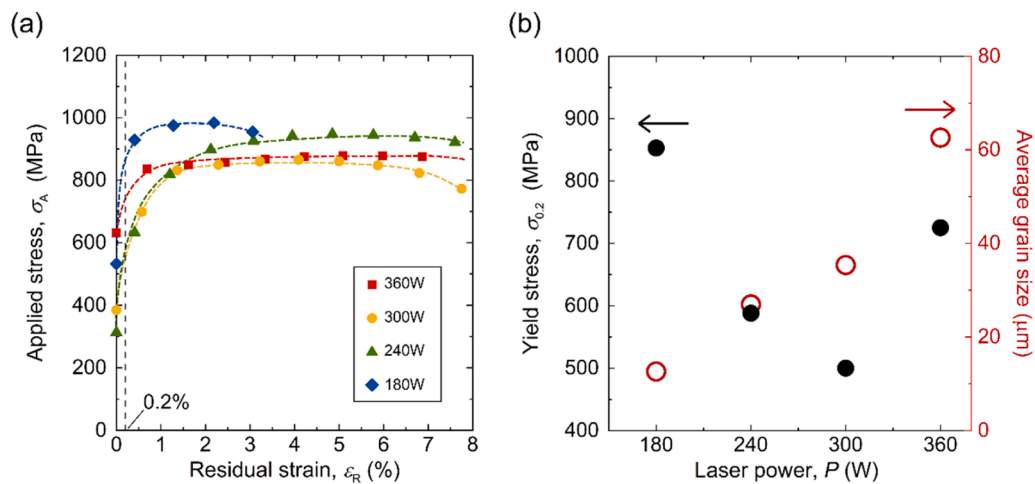 (a)
1200
1000
800
600
400
200
0
Applied stress, σA (MPa)
0.2%
360W
300W
240W
180W
0 1 2 3 4 5 6 7 8
Residual strain, εR (%)
(b)
1000
900
800
700
600
500
400
Yield stress, σ0.2 (MPa)
80
60
40
20
0
Average grain
size (μm)
180 240 300 360
Laser power, P (W)